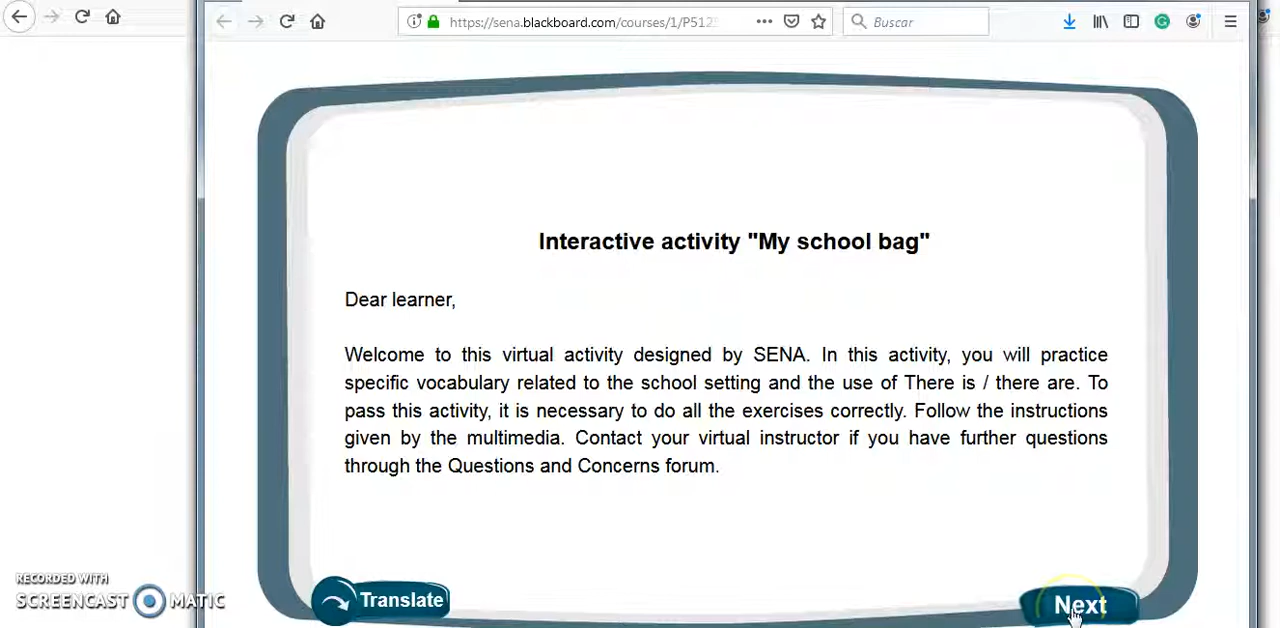 https://sena.blackboard.com/courses/1/P512
Buscar
Interactive activity "My school bag"
Dear learner,
Welcome to this virtual activity designed by SENA. In this activity, you will practice
specific vocabulary related to the school setting and the use of There is / there are. To
pass this activity, it is necessary to do all the exercises correctly. Follow the instructions
given by the multimedia. Contact your virtual instructor if you have further questions
through the Questions and Concerns forum.
RECORDED WITH
SCREENCAST MATIC
Translate
Next